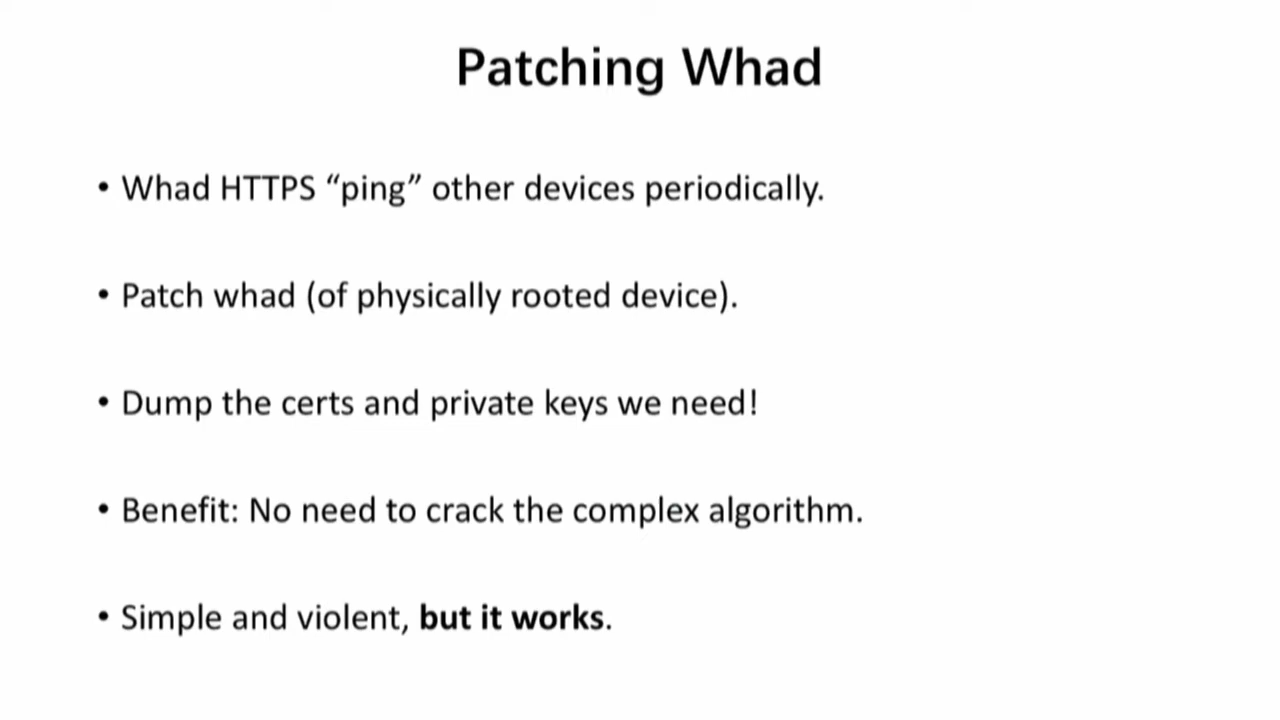 Patching Whad
• Whad HTTPS “ping” other devices periodically.
• Patch whad (of physically rooted device).
• Dump the certs and private keys we need!
• Benefit: No need to crack the complex algorithm.
• Simple and violent, but it works.